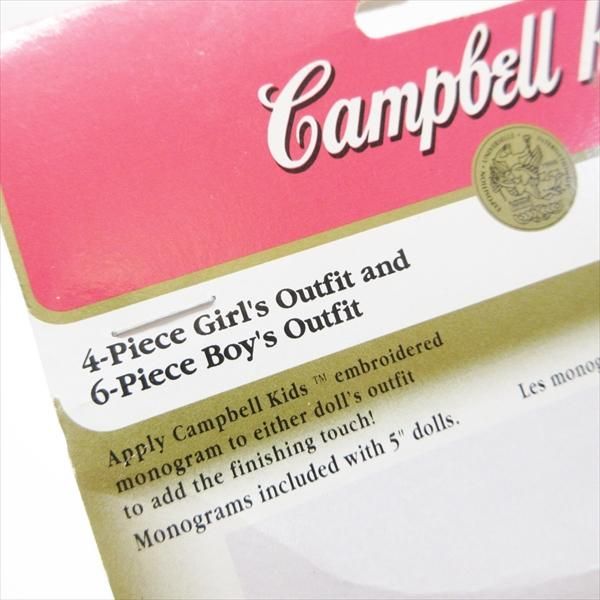 Campbell
4-Piece Girl's Outfit and
6-Piece Boy's Outfit
Apply Campbell Kids™ embroidered
monogram to either doll's outfit
to add the finishing touch!
Monograms included with 5" dolls.
Les